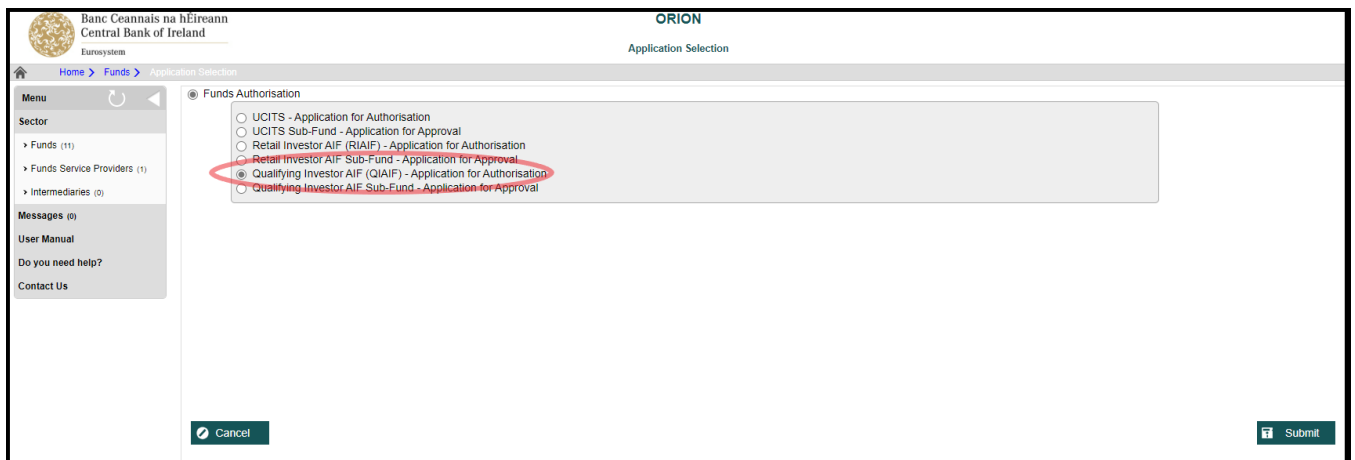 Banc Ceannais na hÉireann
Central Bank of Ireland
Eurosystem
ORION
Application Selection
Home > Funds > Application Selection
Menu
Sector
> Funds (11)
> Funds Service Providers (1)
> Intermediaries (0)
Messages (0)
User Manual
Do you need help?
Contact Us
Funds Authorisation
UCITS - Application for Authorisation
UCITS Sub-Fund - Application for Approval
Retail Investor AIF (RIAIF) - Application for Authorisation
Retail Investor AIF Sub-Fund - Application for Approval
Qualifying Investor AIF (QIAIF) - Application for Authorisation
Qualifying Investor AIF Sub-Fund - Application for Approval
Cancel
Submit